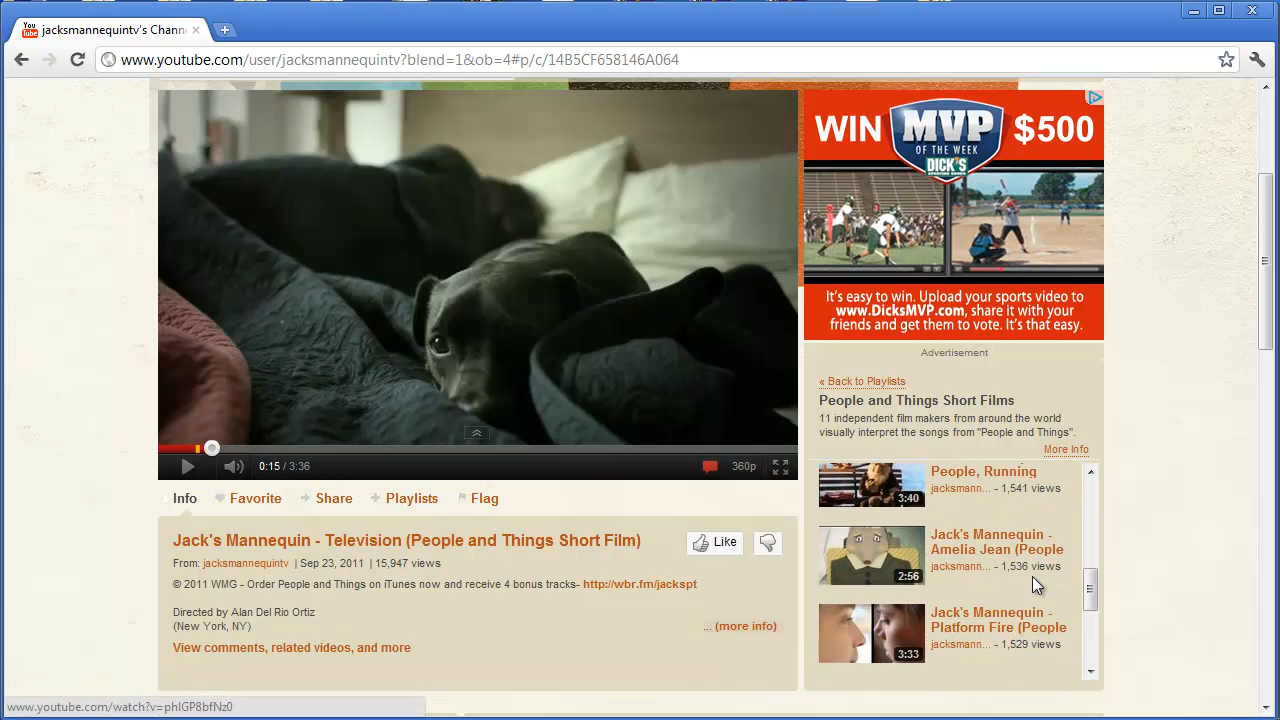 You Tube
jacksmannequintv's Chann
www.youtube.com/user/jacksmannequintv?blend=1&ob=4#p/c/14B5CF658146A064
WIN MVP OF THE WEEK DICK'S SPORTING GOODS $500
It's easy to win. Upload your sports video to
www.DicksMVP.com, share it with your
friends and get them to vote. It's that easy.
Advertisement
« Back to Playlists
People and Things Short Films
11 independent film makers from around the world
visually interpret the songs from "People and Things".
More Info
People, Running
jacksmann... - 1,541 views
3:40
Jack's Mannequin -
Amelia Jean (People
jacksmann... - 1,536 views
2:56
Jack's Mannequin -
Platform Fire (People
jacksmann... - 1,529 views
3:33
0:15 / 3:36
360p
Info Favorite Share Playlists Flag
Jack's Mannequin - Television (People and Things Short Film)
Like
From: jacksmannequintv | Sep 23, 2011 | 15,947 views
© 2011 WMG - Order People and Things on iTunes now and receive 4 bonus tracks- http://wbr.fm/jackspt
Directed by Alan Del Rio Ortiz
(New York, NY)
... (more info)
View comments, related videos, and more
www.youtube.com/watch?v=phlGP8bfNz0